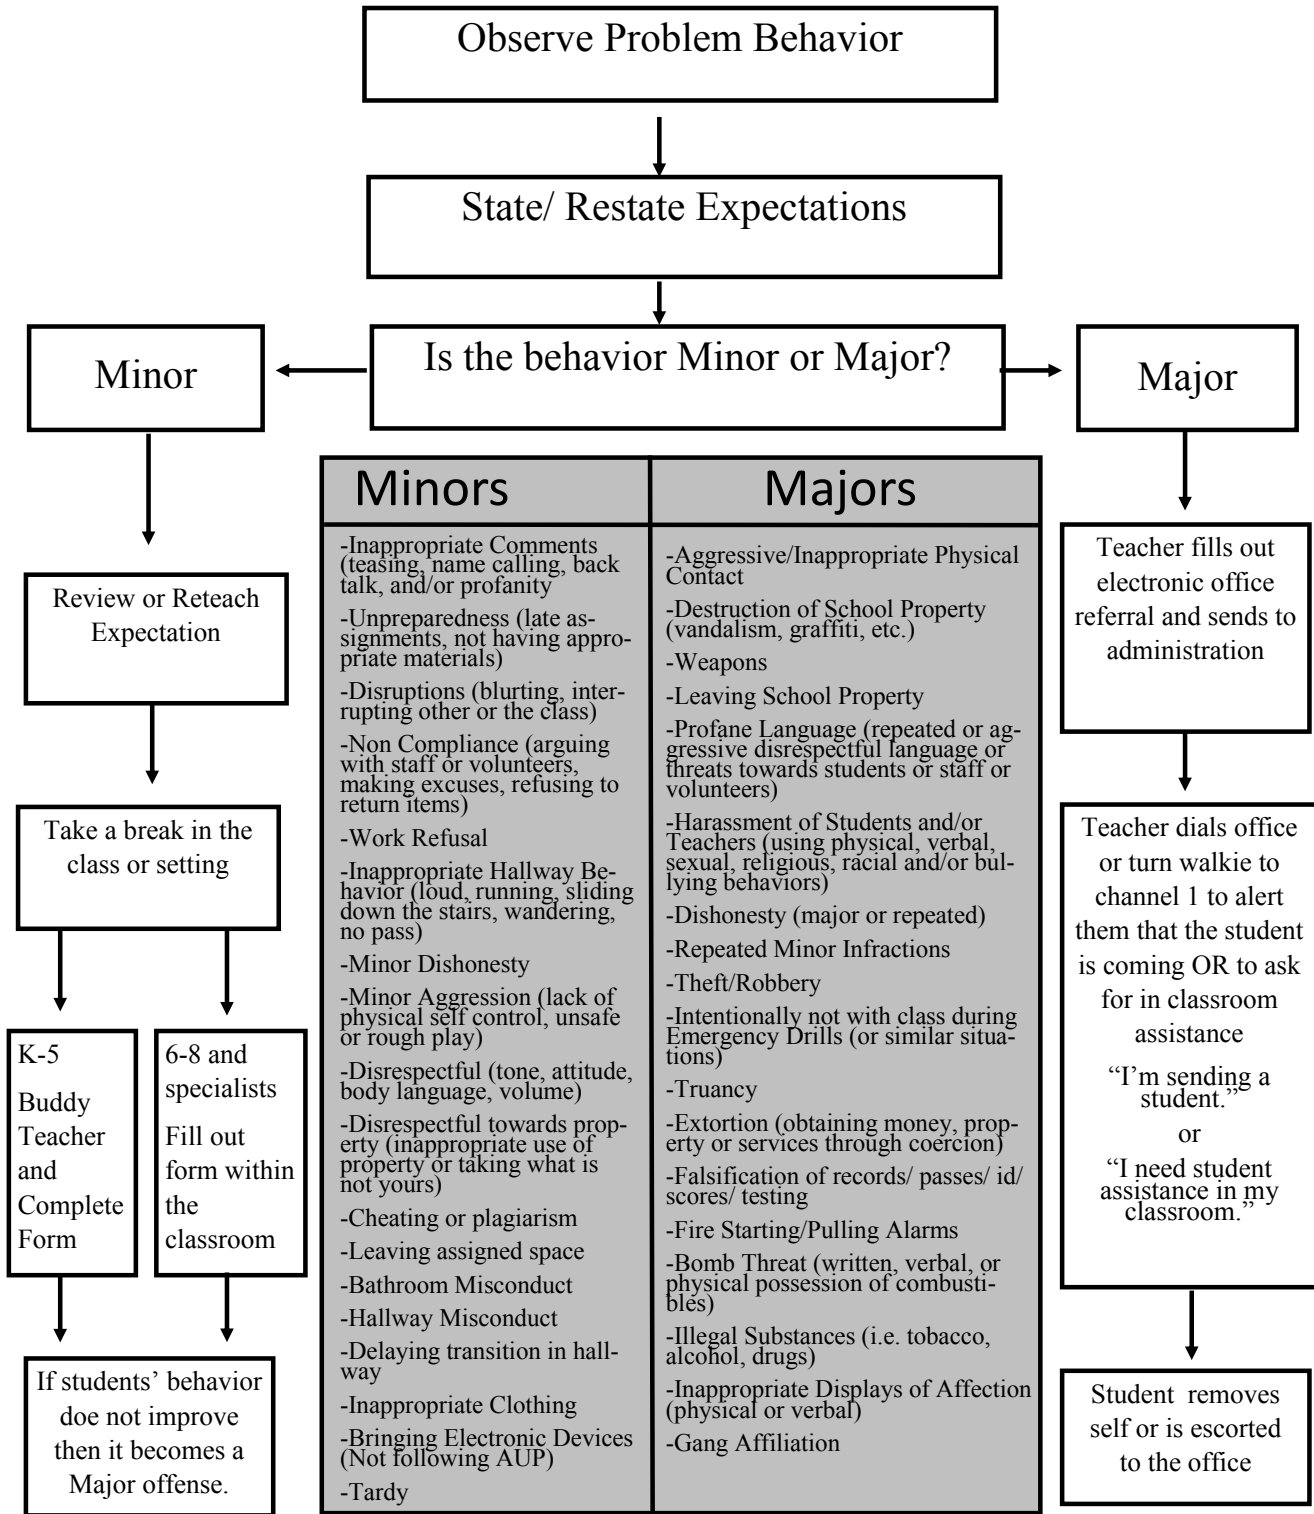 Observe Problem Behavior
State/ Restate Expectations
Is the behavior Minor or Major?
Minor
Major
Review or Reteach
Expectation
Take a break in the
class or setting
K-5
Buddy
Teacher
and
Complete
Form
6-8 and
specialists
Fill out
form within
the
classroom
If students’ behavior
doe not improve
then it becomes a
Major offense.
Minors
-Inappropriate Comments
(teasing, name calling, back
talk, and/or profanity
-Unpreparedness (late as-
signments, not having appro-
priate materials)
-Disruptions (blurting, inter-
rupting other or the class)
-Non Compliance (arguing
with staff or volunteers,
making excuses, refusing to
return items)
-Work Refusal
-Inappropriate Hallway Be-
havior (loud, running, sliding
down the stairs, wandering,
no pass)
-Minor Dishonesty
-Minor Aggression (lack of
physical self control, unsafe
or rough play)
-Disrespectful (tone, attitude,
body language, volume)
-Disrespectful towards prop-
erty (inappropriate use of
property or taking what is
not yours)
-Cheating or plagiarism
-Leaving assigned space
-Bathroom Misconduct
-Hallway Misconduct
-Delaying transition in hall-
way
-Inappropriate Clothing
-Bringing Electronic Devices
(Not following AUP)
-Tardy
Majors
-Aggressive/Inappropriate Physical
Contact
-Destruction of School Property
(vandalism, graffiti, etc.)
-Weapons
-Leaving School Property
-Profane Language (repeated or ag-
gressive disrespectful language or
threats towards students or staff or
volunteers)
-Harassment of Students and/or
Teachers (using physical, verbal,
sexual, religious, racial and/or bul-
lying behaviors)
-Dishonesty (major or repeated)
-Repeated Minor Infractions
-Theft/Robbery
-Intentionally not with class during
Emergency Drills (or similar situa-
tions)
-Truancy
-Extortion (obtaining money, prop-
erty or services through coercion)
-Falsification of records/ passes/ id/
scores/ testing
-Fire Starting/Pulling Alarms
-Bomb Threat (written, verbal, or
physical possession of combusti-
bles)
-Illegal Substances (i.e. tobacco,
alcohol, drugs)
-Inappropriate Displays of Affection
(physical or verbal)
-Gang Affiliation
Teacher fills out
electronic office
referral and sends to
administration
Teacher dials office
or turn walkie to
channel 1 to alert
them that the student
is coming OR to ask
for in classroom
assistance
“I’m sending a
student.”
or
“I need student
assistance in my
classroom.”
Student  removes
self or is escorted
to the office